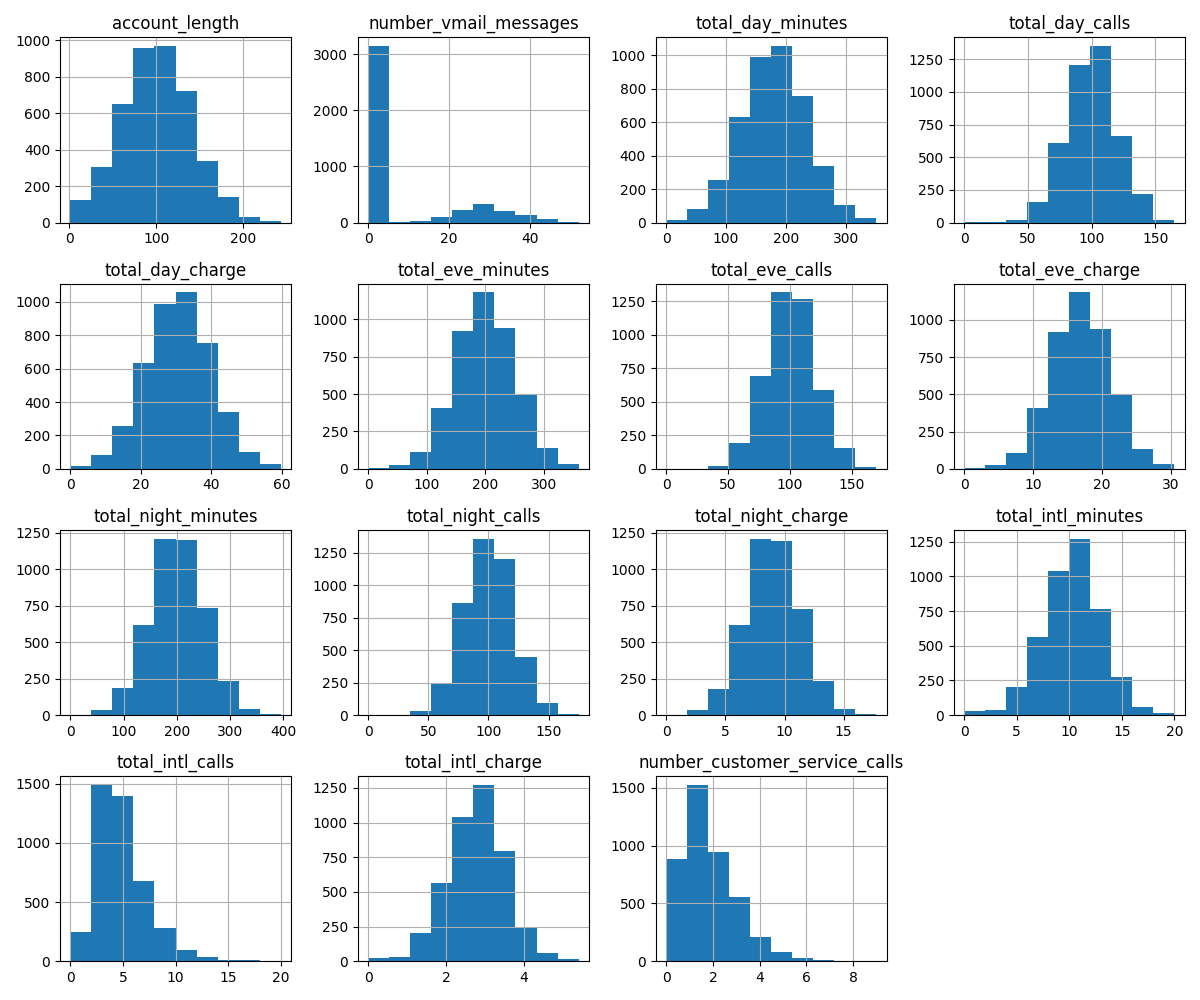 account_length number_vmail_messages total_day_minutes total_day_calls
1000 800 600 400 200 0
0 100 200
3000 2000 1000 0
0 20 40
1000 800 600 400 200 0
0 100 200 300
1250 1000 750 500 250 0
0 50 100 150
total_day_charge total_eve_minutes total_eve_calls total_eve_charge
1000 800 600 400 200 0
0 20 40 60
1000 750 500 250 0
0 100 200 300
1250 1000 750 500 250 0
0 50 100 150
1000 750 500 250 0
0 10 20 30
total_night_minutes total_night_calls total_night_charge total_intl_minutes
1250 1000 750 500 250 0
0 100 200 300 400
1250 1000 750 500 250 0
0 50 100 150
1250 1000 750 500 250 0
0 5 10 15
1250 1000 750 500 250 0
0 5 10 15 20
total_intl_calls total_intl_charge number_customer_service_calls
1500 1000 500 0
0 5 10 15 20
1250 1000 750 500 250 0
0 2 4
1500 1000 500 0
0 2 4 6 8